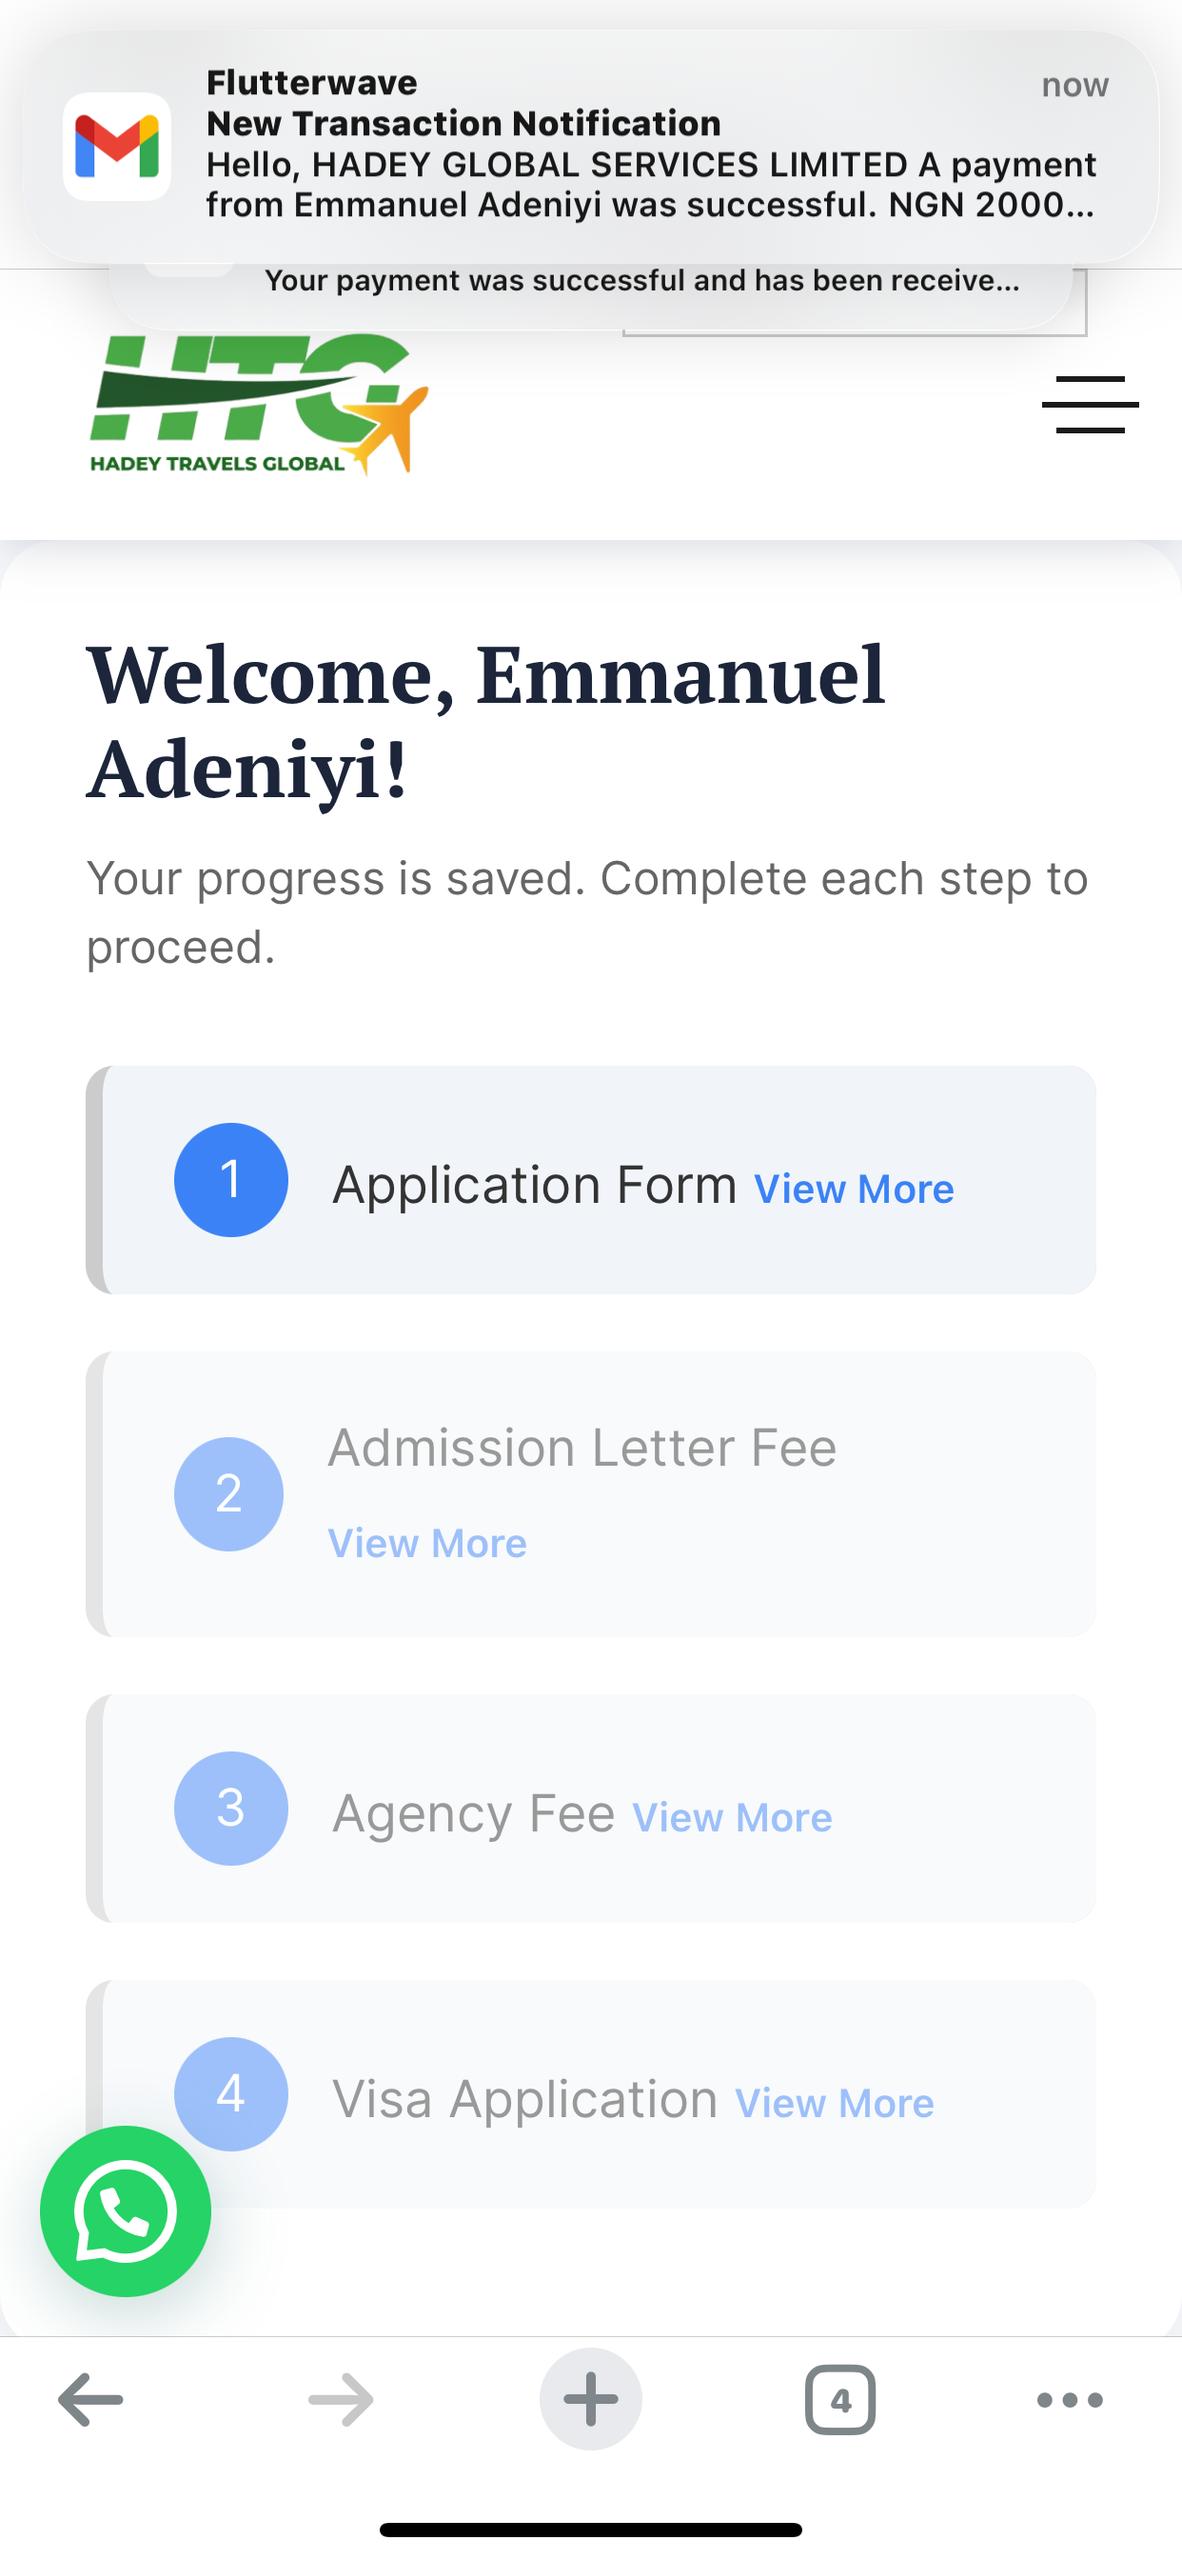 Flutterwave
now
New Transaction Notification
Hello, HADEY GLOBAL SERVICES LIMITED A payment
from Emmanuel Adeniyi was successful. NGN 2000...
Your payment was successful and has been receive...
HTG
HADEY TRAVELS GLOBAL
Welcome, Emmanuel
Adeniyi!
Your progress is saved. Complete each step to
proceed.
1 Application Form View More
2 Admission Letter Fee
View More
3 Agency Fee View More
4 Visa Application View More
4